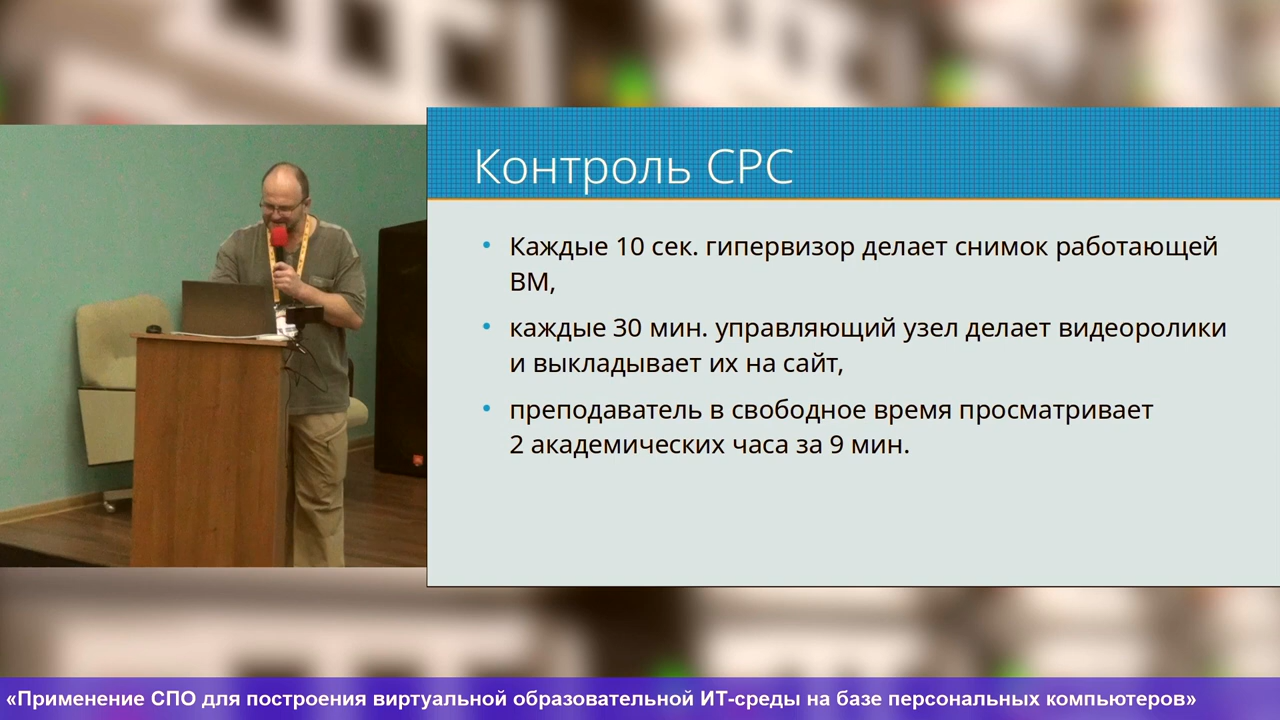 Контроль СРС
• Каждые 10 сек. гипервизор делает снимок работающей
ВМ,
• каждые 30 мин. управляющий узел делает видеоролики
и выкладывает их на сайт,
• преподаватель в свободное время просматривает
2 академических часа за 9 мин.
«Применение СПО для построения виртуальной образовательной ИТ-среды на базе персональных компьютеров»